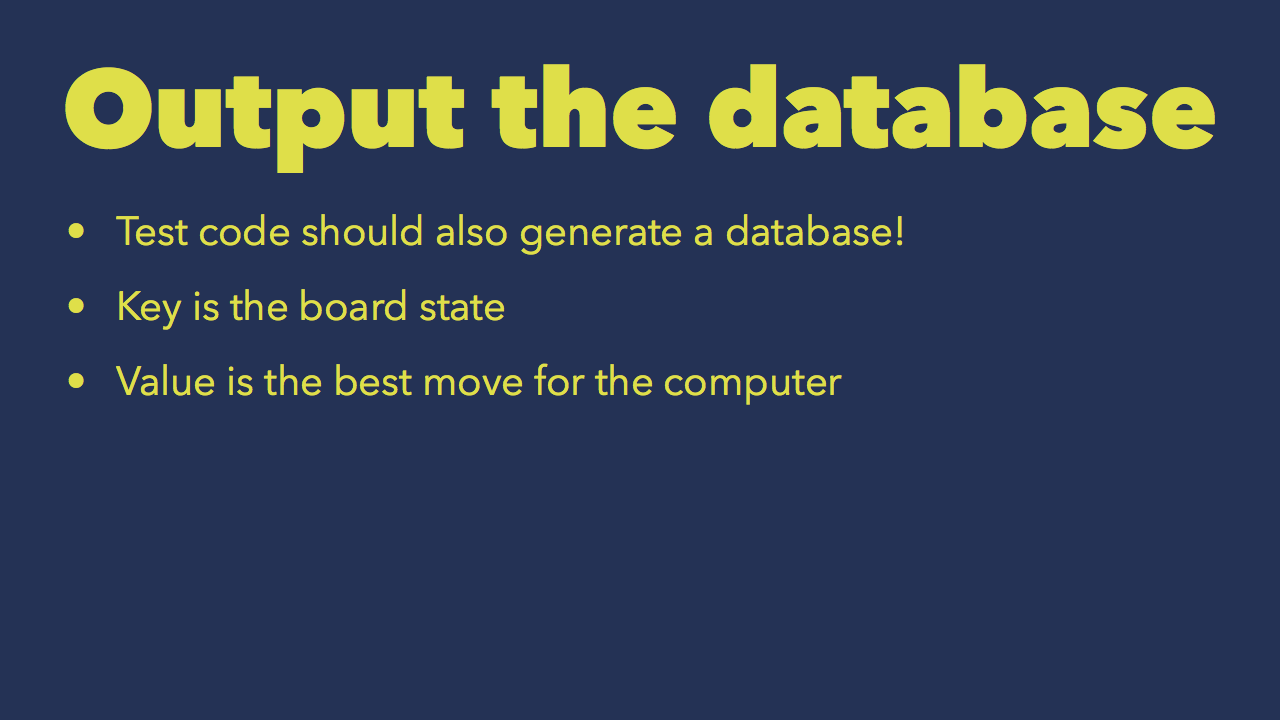 Output the database
• Test code should also generate a database!
• Key is the board state
• Value is the best move for the computer